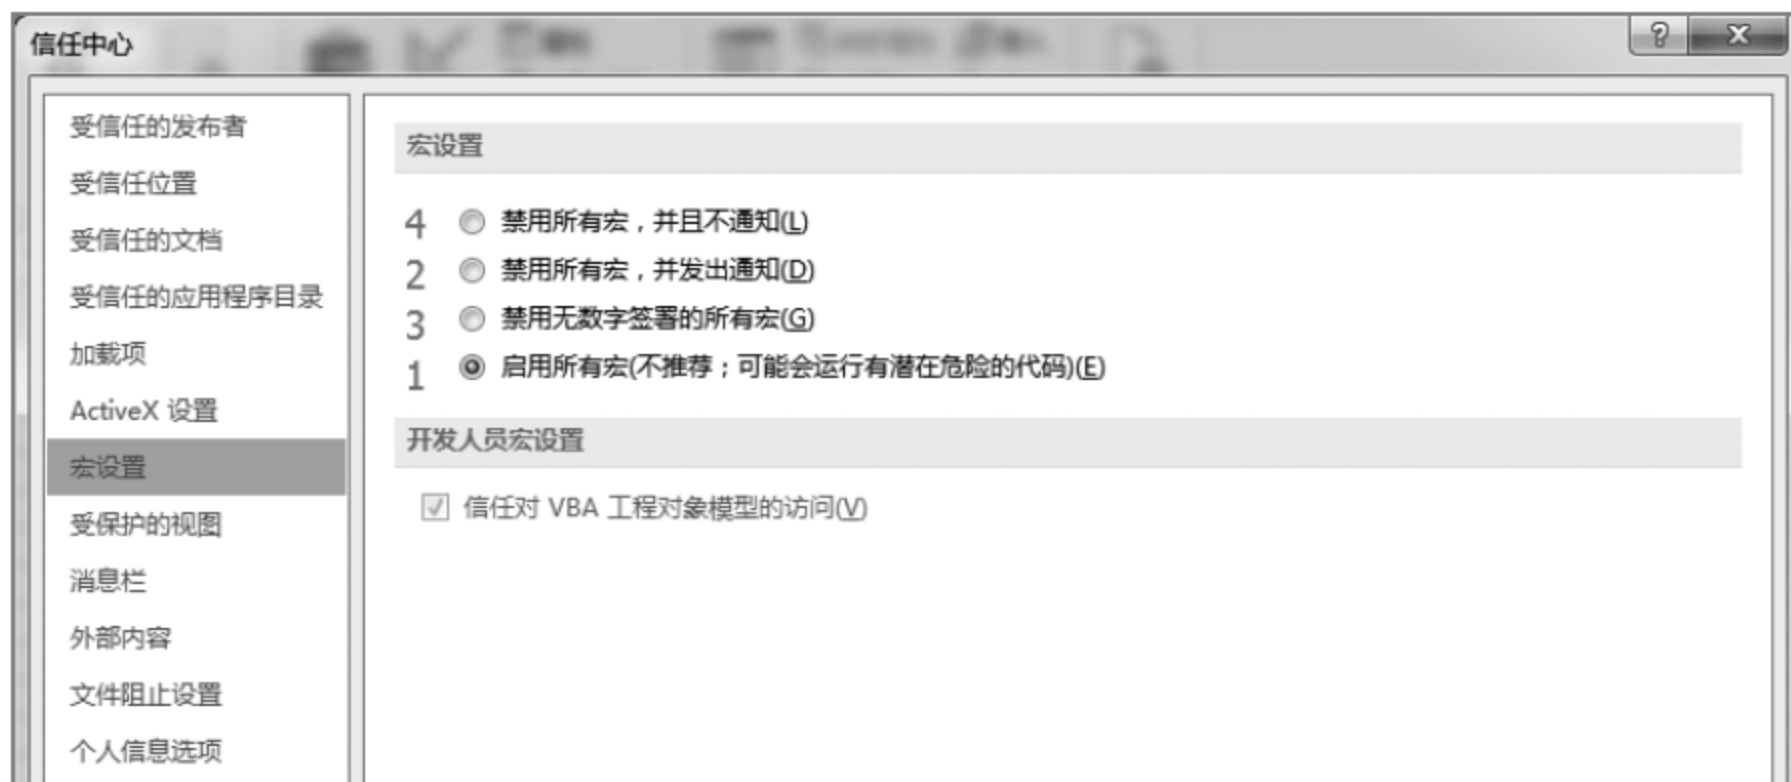 信任中心
受信任的发布者
受信任位置
受信任的文档
受信任的应用程序目录
加载项
ActiveX 设置
宏设置
受保护的视图
消息栏
外部内容
文件阻止设置
个人信息选项
宏设置
4 禁用所有宏，并且不通知(L)
2 禁用所有宏，并发出通知(D)
3 禁用无数字签署的所有宏(G)
1 启用所有宏(不推荐；可能会运行有潜在危险的代码)(E)
开发人员宏设置
信任对 VBA 工程对象模型的访问(V)